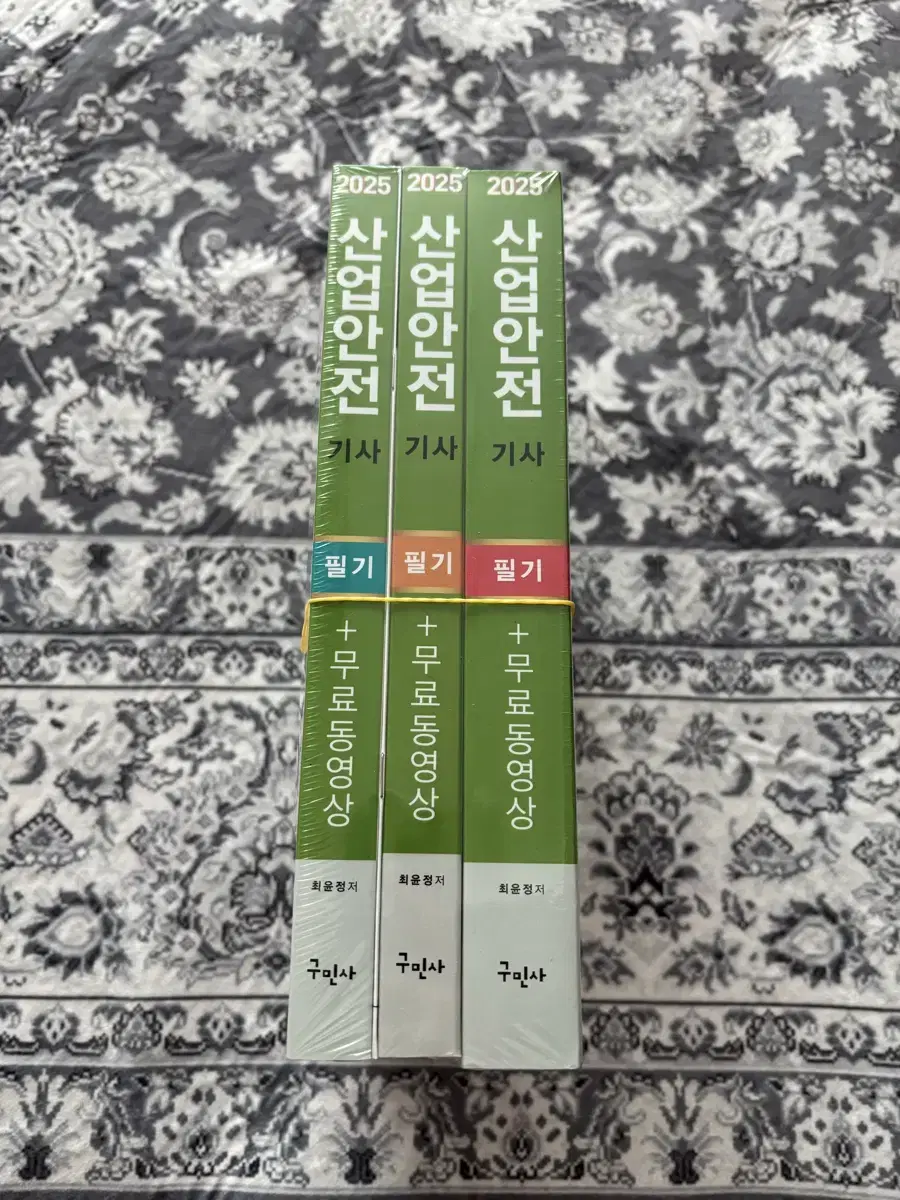 2025
산업안전
기사
필기
+무료동영상
최윤정저
구민사
2025
산업안전
기사
필기
+무료동영상
최윤정저
구민사
2025
산업안전
기사
필기
+무료동영상
최윤정저
구민사